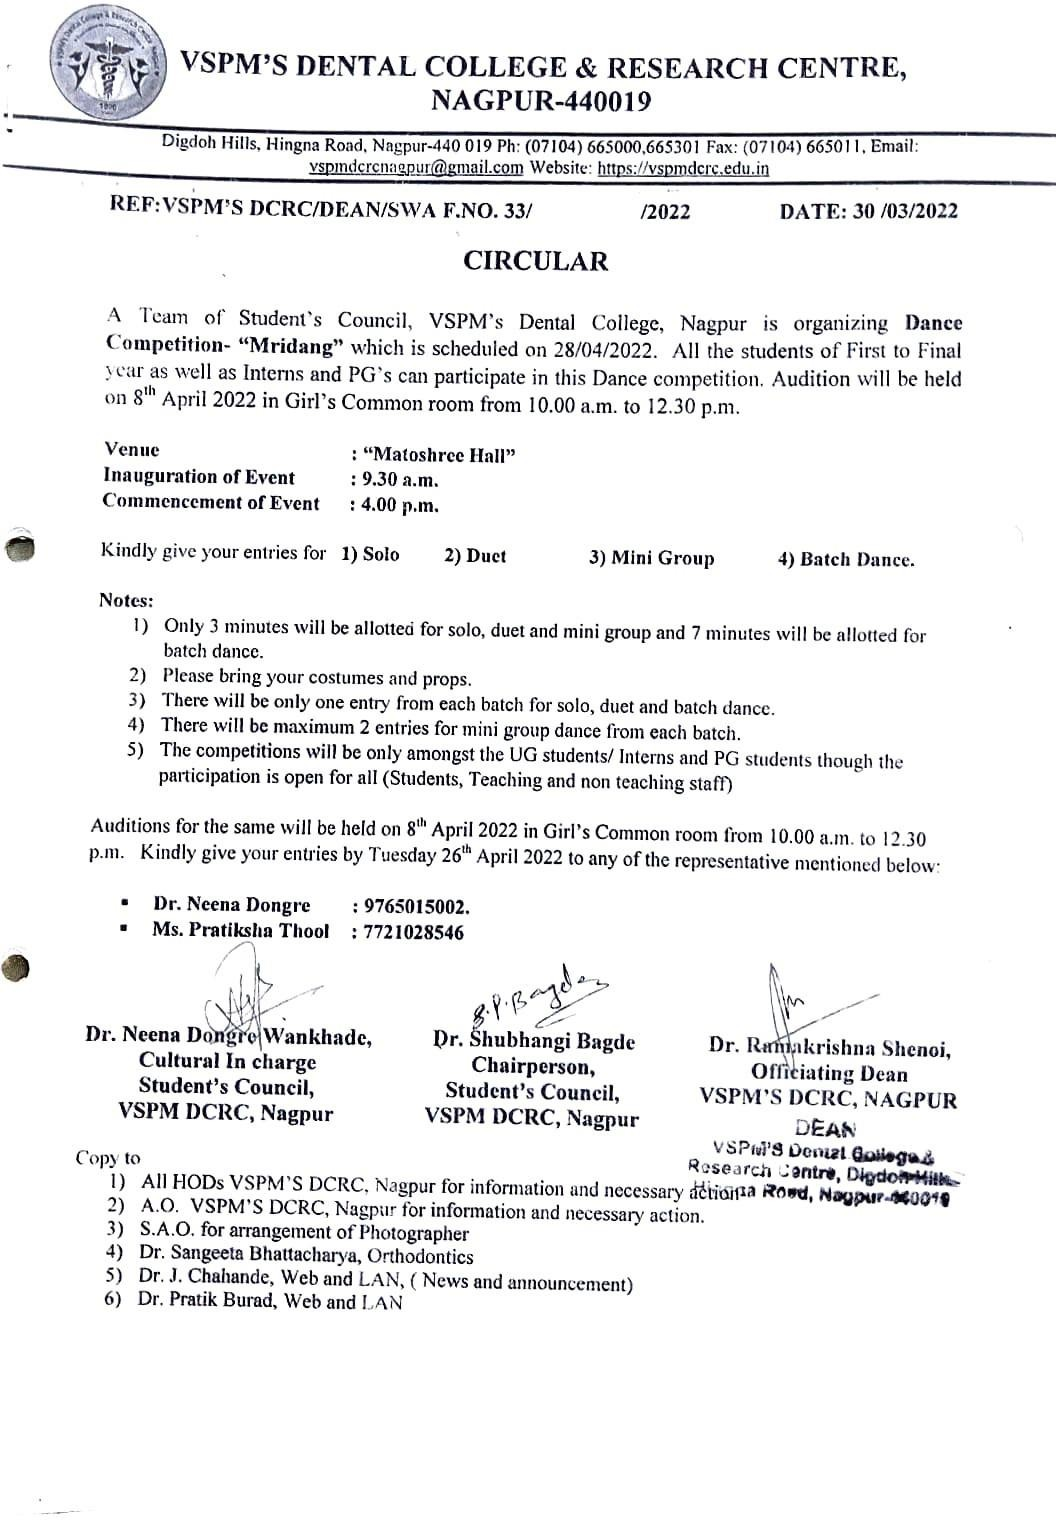 VSPM'S DENTAL COLLEGE & RESEARCH CENTRE,
NAGPUR-440019
Digdoh Hills, Hingna Road, Nagpur-440 019 Ph: (07104) 665000,665301 Fax: (07104) 665011, Email:
vspmdcrcnagpur@gmail.com Website: https://vspmdcrc.edu.in
REF:VSPM'S DCRC/DEAN/SWA F.NO. 33/ /2022 DATE: 30 /03/2022
CIRCULAR
A Team of Student's Council, VSPM's Dental College, Nagpur is organizing Dance
Competition- "Mridang" which is scheduled on 28/04/2022. All the students of First to Final
year as well as Interns and PG's can participate in this Dance competition. Audition will be held
on 8th April 2022 in Girl's Common room from 10.00 a.m. to 12.30 p.m.
Venue : "Matoshree Hall"
Inauguration of Event : 9.30 a.m.
Commencement of Event : 4.00 p.m.
Kindly give your entries for 1) Solo 2) Duet 3) Mini Group 4) Batch Dance.
Notes:
1) Only 3 minutes will be allotted for solo, duet and mini group and 7 minutes will be allotted for
batch dance.
2) Please bring your costumes and props.
3) There will be only one entry from each batch for solo, duet and batch dance.
4) There will be maximum 2 entries for mini group dance from each batch.
5) The competitions will be only amongst the UG students/ Interns and PG students though the
participation is open for all (Students, Teaching and non teaching staff)
Auditions for the same will be held on 8th April 2022 in Girl's Common room from 10.00 a.m. to 12.30
p.m. Kindly give your entries by Tuesday 26th April 2022 to any of the representative mentioned below:
▪ Dr. Neena Dongre : 9765015002.
▪ Ms. Pratiksha Thool : 7721028546
S.P.Bagde
Dr. Neena Dongre Wankhade, Dr. Shubhangi Bagde Dr. Ramakrishna Shenoi,
Cultural In charge Chairperson, Officiating Dean
Student's Council, Student's Council, VSPM'S DCRC, NAGPUR
VSPM DCRC, Nagpur VSPM DCRC, Nagpur
DEAN
VSPM'S Dental College &
Research Centre, Digdoh Hills
Hingna Road, Nagpur-440019
Copy to
1) All HODs VSPM'S DCRC, Nagpur for information and necessary action.
2) A.O. VSPM'S DCRC, Nagpur for information and necessary action.
3) S.A.O. for arrangement of Photographer
4) Dr. Sangeeta Bhattacharya, Orthodontics
5) Dr. J. Chahande, Web and LAN, ( News and announcement)
6) Dr. Pratik Burad, Web and LAN